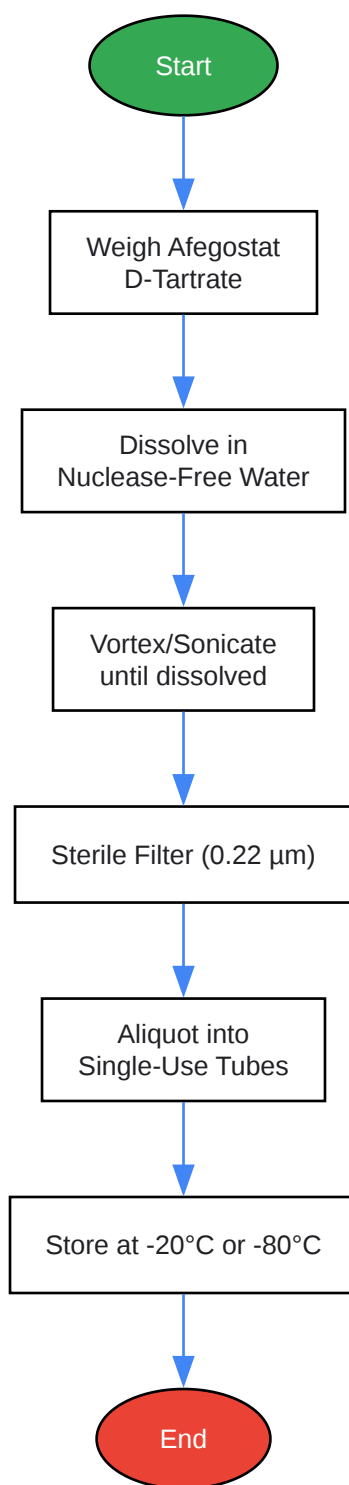 Start
Weigh Afegostat
D-Tartrate
Dissolve in
Nuclease-Free Water
Vortex/Sonicate
until dissolved
Sterile Filter (0.22 µm)
Aliquot into
Single-Use Tubes
Store at -20°C or -80°C
End